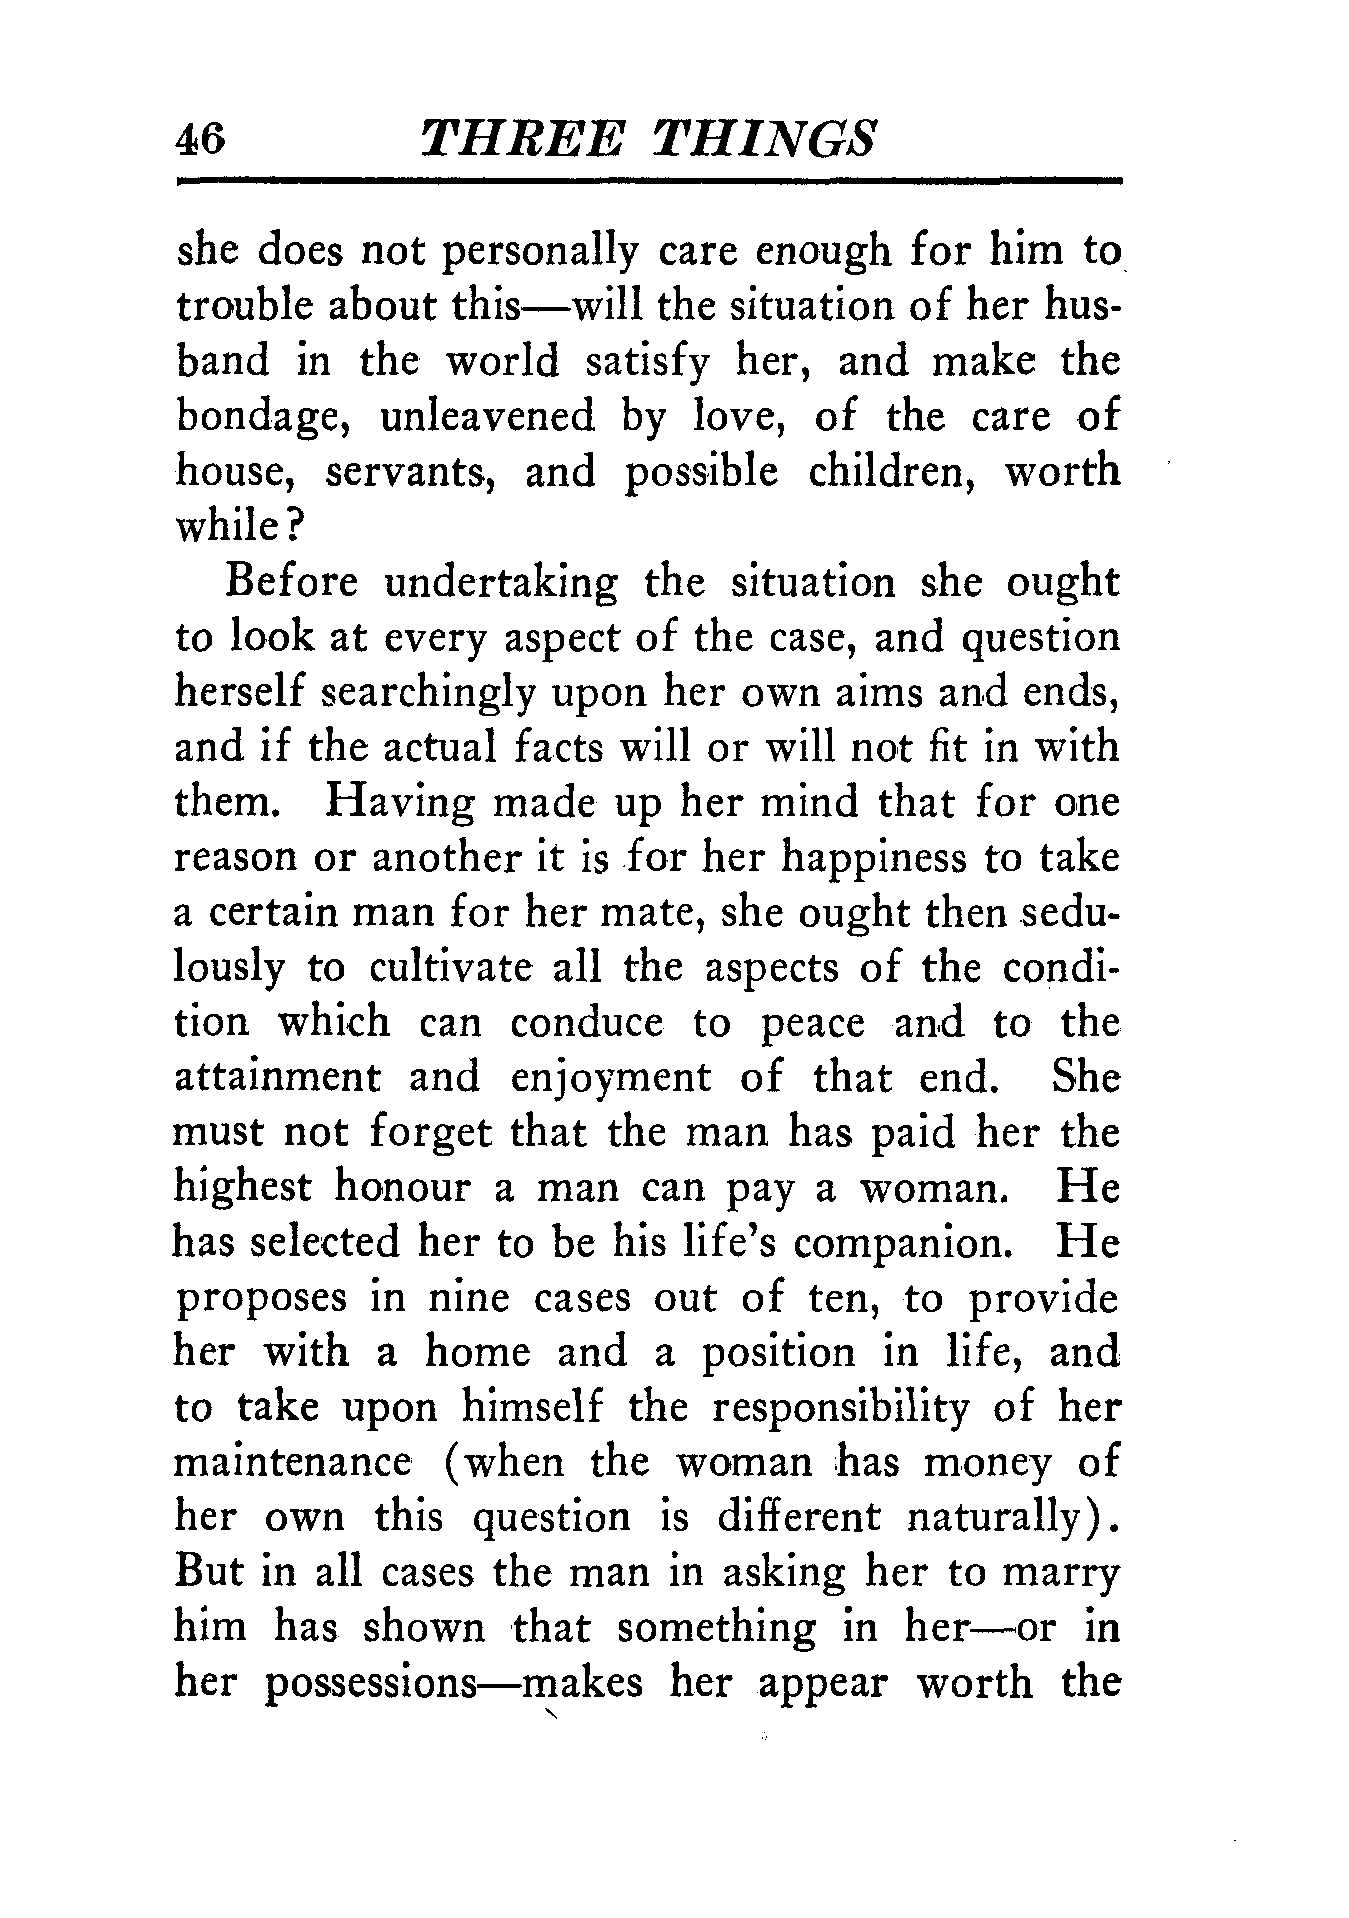 46 THREE THINGS
she does not personally care enough for him to
trouble about this—will the situation of her hus-
band in the world satisfy her, and make the
bondage, unleavened by love, of the care of
house, servants, and possible children, worth
while?
Before undertaking the situation she ought
to look at every aspect of the case, and question
herself searchingly upon her own aims and ends,
and if the actual facts will or will not fit in with
them. Having made up her mind that for one
reason or another it is for her happiness to take
a certain man for her mate, she ought then sedu-
lously to cultivate all the aspects of the condi-
tion which can conduce to peace and to the
attainment and enjoyment of that end. She
must not forget that the man has paid her the
highest honour a man can pay a woman. He
has selected her to be his life's companion. He
proposes in nine cases out of ten, to provide
her with a home and a position in life, and
to take upon himself the responsibility of her
maintenance (when the woman has money of
her own this question is different naturally).
But in all cases the man in asking her to marry
him has shown that something in her—or in
her possessions—makes her appear worth the